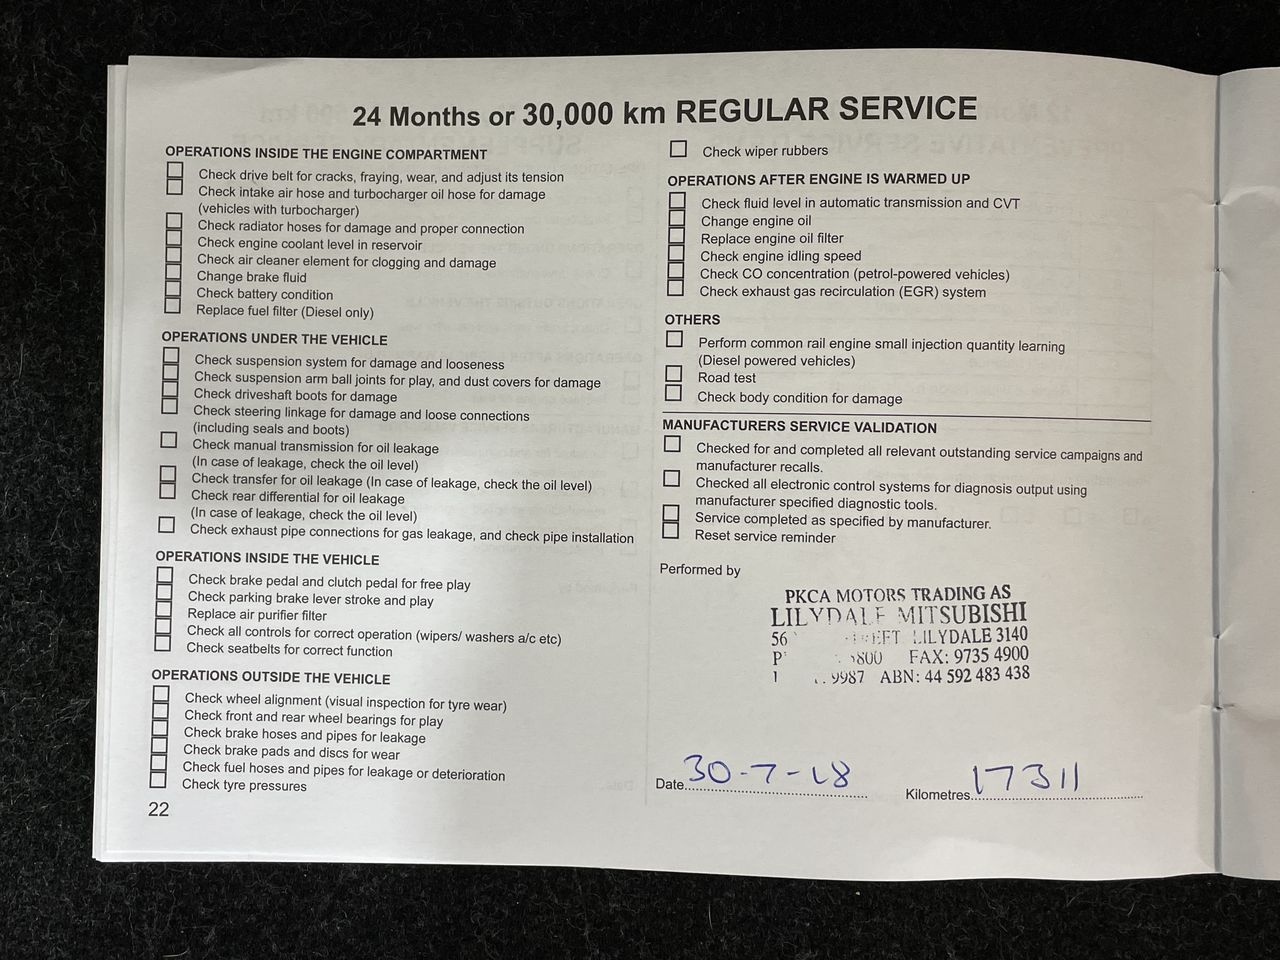 24 Months or 30,000 km REGULAR SERVICE
OPERATIONS INSIDE THE ENGINE COMPARTMENT
Check drive belt for cracks, fraying, wear, and adjust its tension
Check intake air hose and turbocharger oil hose for damage
(vehicles with turbocharger)
Check radiator hoses for damage and proper connection
Check engine coolant level in reservoir
Check air cleaner element for clogging and damage
Change brake fluid
Check battery condition
Replace fuel filter (Diesel only)
OPERATIONS UNDER THE VEHICLE
Check suspension system for damage and looseness
Check suspension arm ball joints for play, and dust covers for damage
Check driveshaft boots for damage
Check steering linkage for damage and loose connections
(including seals and boots)
Check manual transmission for oil leakage
(In case of leakage, check the oil level)
Check transfer for oil leakage (In case of leakage, check the oil level)
Check rear differential for oil leakage
(In case of leakage, check the oil level)
Check exhaust pipe connections for gas leakage, and check pipe installation
OPERATIONS INSIDE THE VEHICLE
Check brake pedal and clutch pedal for free play
Check parking brake lever stroke and play
Replace air purifier filter
Check all controls for correct operation (wipers/ washers a/c etc)
Check seatbelts for correct function
OPERATIONS OUTSIDE THE VEHICLE
Check wheel alignment (visual inspection for tyre wear)
Check front and rear wheel bearings for play
Check brake hoses and pipes for leakage
Check brake pads and discs for wear
Check fuel hoses and pipes for leakage or deterioration
Check tyre pressures
22
Check wiper rubbers
OPERATIONS AFTER ENGINE IS WARMED UP
Check fluid level in automatic transmission and CVT
Change engine oil
Replace engine oil filter
Check engine idling speed
Check CO concentration (petrol-powered vehicles)
Check exhaust gas recirculation (EGR) system
OTHERS
Perform common rail engine small injection quantity learning
(Diesel powered vehicles)
Road test
Check body condition for damage
MANUFACTURERS SERVICE VALIDATION
Checked for and completed all relevant outstanding service campaigns and
manufacturer recalls.
Checked all electronic control systems for diagnosis output using
manufacturer specified diagnostic tools.
Service completed as specified by manufacturer.
Reset service reminder
Performed by
PKCA MOTORS TRADING AS
LILYDALE MITSUBISHI
56 LILYDALE 3140
FAX: 9735 4900
9987 ABN: 44 592 483 438
Date 30-7-18 Kilometres 17311